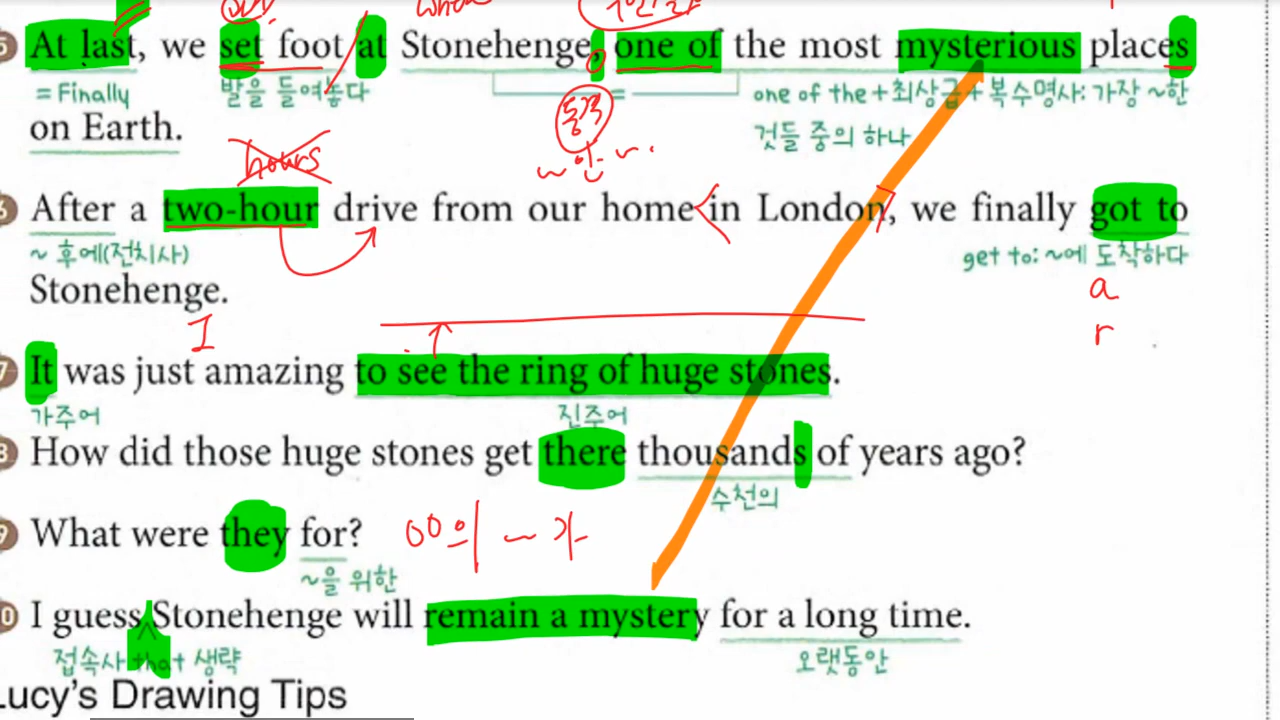 At last, we set foot at Stonehenge, one of the most mysterious places
= Finally 발을 들여놓다 동격 = one of the + 최상급 + 복수명사: 가장 ~한
on Earth. 것들 중의 하나
hours
After a two-hour drive from our home in London, we finally got to
~ 후에(전치사) get to: ~에 도착하다
Stonehenge. a
I r
It was just amazing to see the ring of huge stones.
가주어 진주어
8 How did those huge stones get there thousands of years ago?
수천의
9 What were they for?
~을 위한
10 I guess Stonehenge will remain a mystery for a long time.
접속사 that 생략 오랫동안
Lucy's Drawing Tips